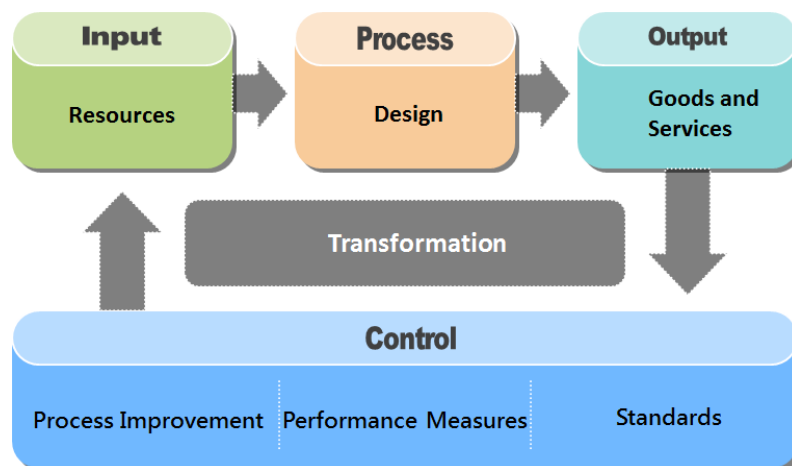 Input
Resources
Process
Design
Output
Goods and
Services
Transformation
Control
Process Improvement
Performance Measures
Standards